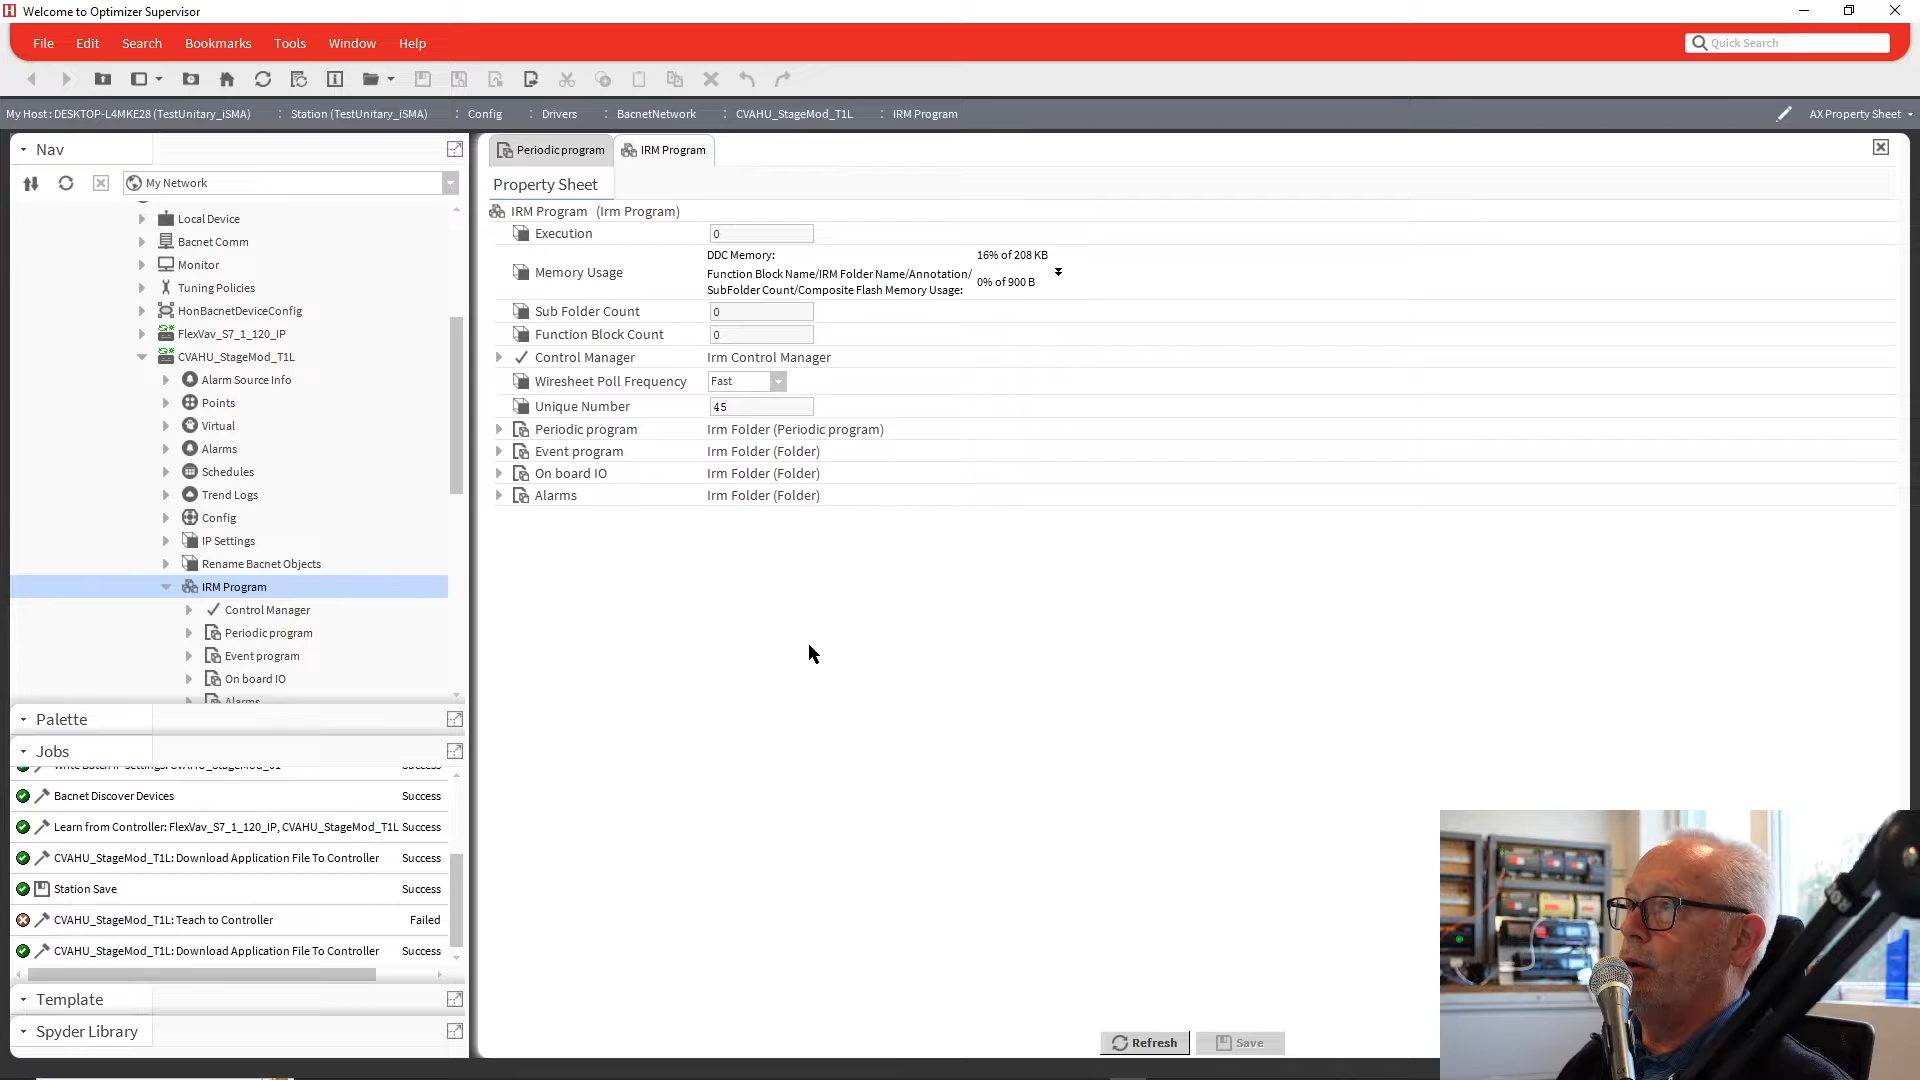 Welcome to Optimizer Supervisor
File Edit Search Bookmarks Tools Window Help
Quick Search
My Host : DESKTOP-L4MKE28 (TestUnitary_iSMA) : Station (TestUnitary_iSMA) : Config : Drivers : BacnetNetwork : CVAHU_StageMod_T1L : IRM Program
AX Property Sheet
Nav
My Network
Local Device
Bacnet Comm
Monitor
Tuning Policies
HonBacnetDeviceConfig
FlexVav_S7_1_120_IP
CVAHU_StageMod_T1L
Alarm Source Info
Points
Virtual
Alarms
Schedules
Trend Logs
Config
IP Settings
Rename Bacnet Objects
IRM Program
Control Manager
Periodic program
Event program
On board IO
Alarms
Palette
Jobs
Write Batch IP Settings: CVAHU_StageMod_01 Success
Bacnet Discover Devices Success
Learn from Controller: FlexVav_S7_1_120_IP, CVAHU_StageMod_T1L Success
CVAHU_StageMod_T1L: Download Application File To Controller Success
Station Save Success
CVAHU_StageMod_T1L: Teach to Controller Failed
CVAHU_StageMod_T1L: Download Application File To Controller Success
Template
Spyder Library
Periodic program IRM Program
Property Sheet
IRM Program (Irm Program)
Execution 0
Memory Usage
DDC Memory: 16% of 208 KB
Function Block Name/IRM Folder Name/Annotation/
SubFolder Count/Composite Flash Memory Usage: 0% of 900 B
Sub Folder Count 0
Function Block Count 0
Control Manager Irm Control Manager
Wiresheet Poll Frequency Fast
Unique Number 45
Periodic program Irm Folder (Periodic program)
Event program Irm Folder (Folder)
On board IO Irm Folder (Folder)
Alarms Irm Folder (Folder)
Refresh Save